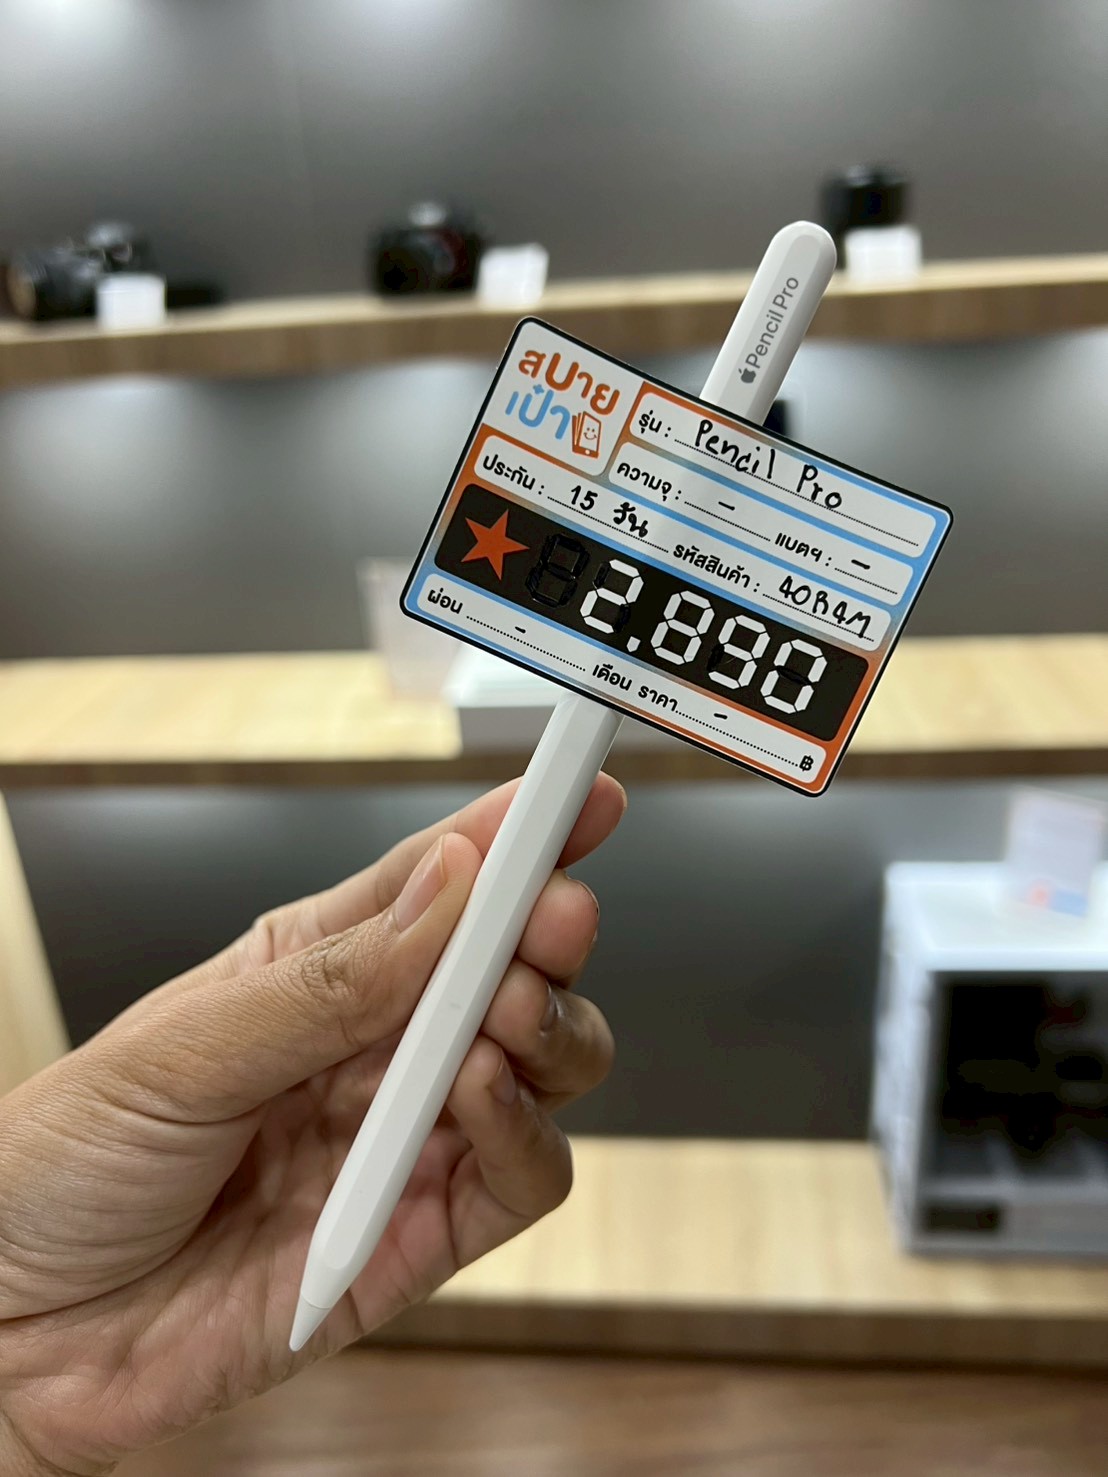 Pencil Pro
สบาย
เป๋า
รุ่น : Pencil Pro
ความจุ : - แบตฯ : -
ประกัน : 15 วัน รหัสสินค้า :
2.890
ผ่อน - เดือน ราคา - ฿